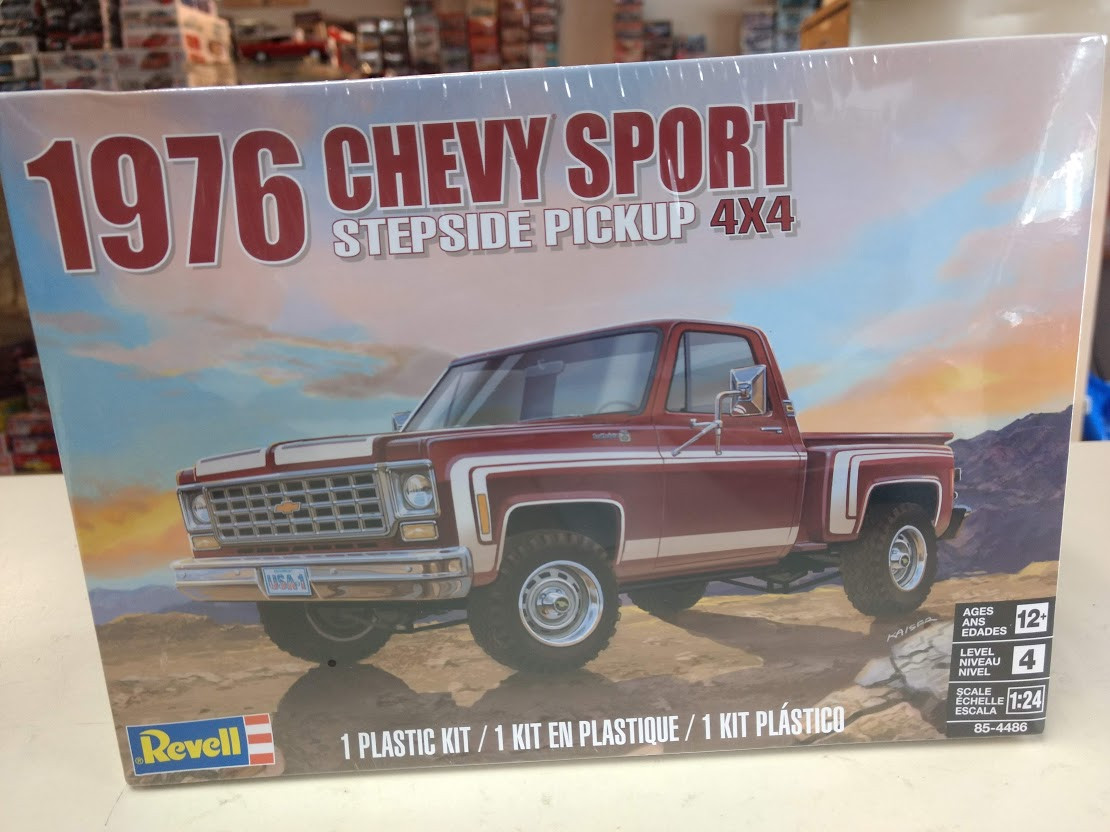 1976
CHEVY SPORT
STEPSIDE PICKUP 4X4
USA-1
KAISER
AGES
ANS
EDADES
12+
LEVEL
NIVEAU
NIVEL
4
SCALE
ÉCHELLE
ESCALA
1:24
85-4486
Revell
1 PLASTIC KIT / 1 KIT EN PLASTIQUE / 1 KIT PLÁSTICO